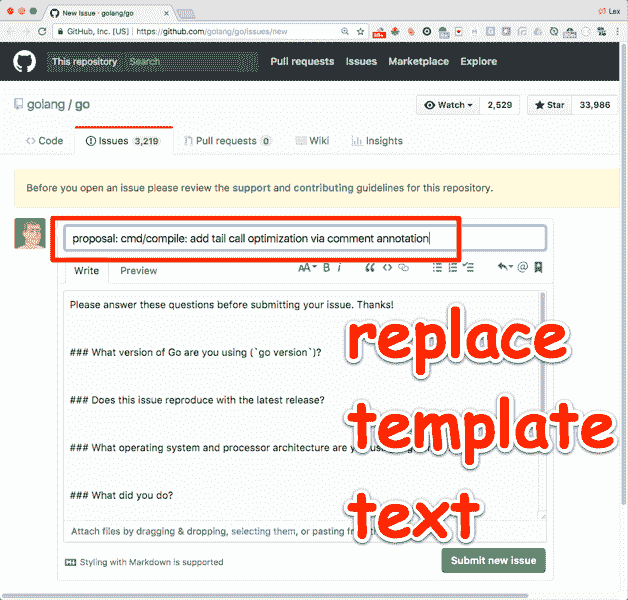 New Issue · golang/go
Lex
GitHub, Inc. [US] | https://github.com/golang/go/issues/new
This repository Search Pull requests Issues Marketplace Explore
golang / go
Watch 2,529 Star 33,986
Code Issues 3,219 Pull requests 0 Wiki Insights
Before you open an issue please review the support and contributing guidelines for this repository.
proposal: cmd/compile: add tail call optimization via comment annotation
Write Preview
AA B i “ <> @
Please answer these questions before submitting your issue. Thanks!
### What version of Go are you using (`go version`)?
replace
### Does this issue reproduce with the latest release?
template
### What operating system and processor architecture are
### What did you do?
text
Attach files by dragging & dropping, selecting them, or pasting
Styling with Markdown is supported
Submit new issue